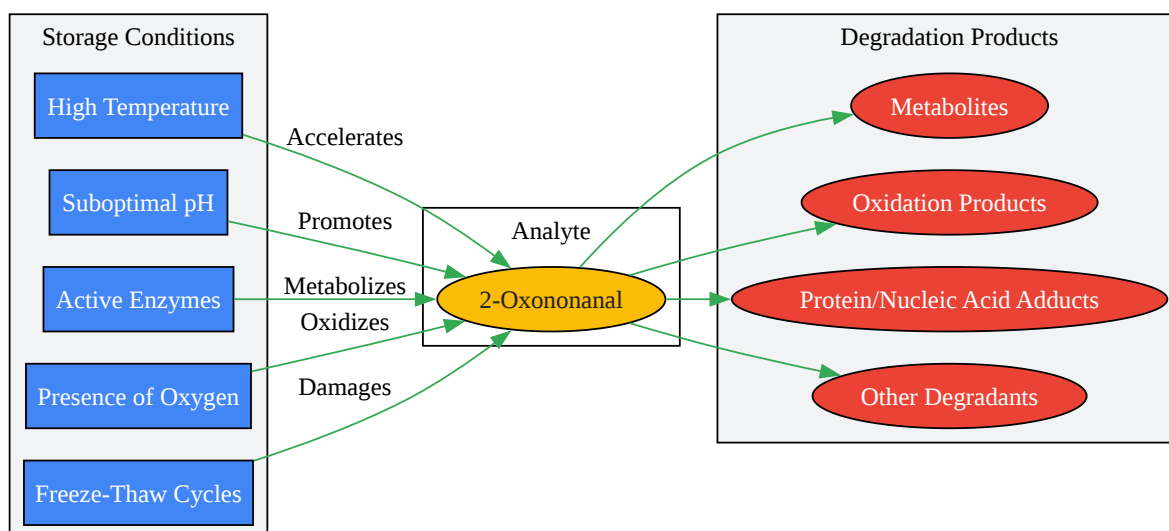 Storage Conditions
High Temperature
Suboptimal pH
Active Enzymes
Presence of Oxygen
Freeze-Thaw Cycles
Accelerates
Promotes
Metabolizes
Oxidizes
Damages
Analyte
2-Oxononanal
Degradation Products
Metabolites
Oxidation Products
Protein/Nucleic Acid Adducts
Other Degradants